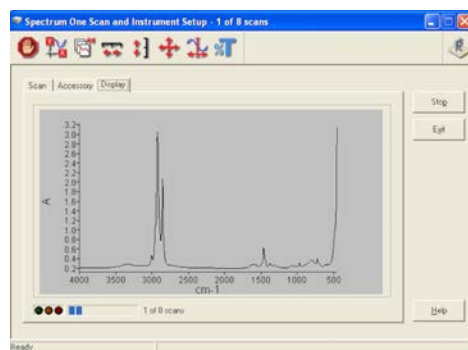 Spectrum One Scan and Instrument Setup - 1 of 8 scans
%T
Scan Accessory Display
Stop
Exit
3.2
3.0
2.8
2.6
2.4
2.2
2.0
1.8
1.6
1.4
1.2
1.0
0.8
0.6
0.4
0.2
A
4000 3500 3000 2500 2000 1500 1000 500
cm-1
1 of 8 scans
Help
Ready